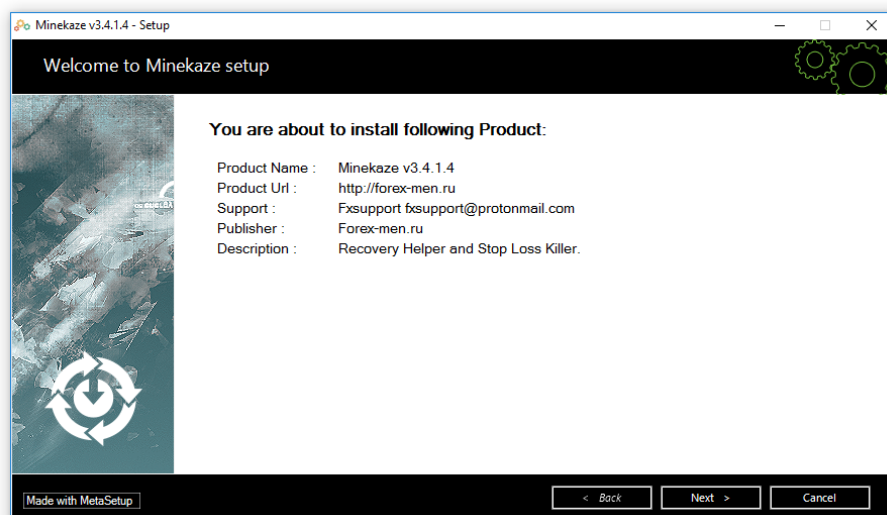 Minekaze v3.4.1.4 - Setup
Welcome to Minekaze setup
You are about to install following Product:
Product Name : Minekaze v3.4.1.4
Product Url : http://forex-men.ru
Support : Fxsupport fxsupport@protonmail.com
Publisher : Forex-men.ru
Description : Recovery Helper and Stop Loss Killer.
Made with MetaSetup
< Back Next > Cancel